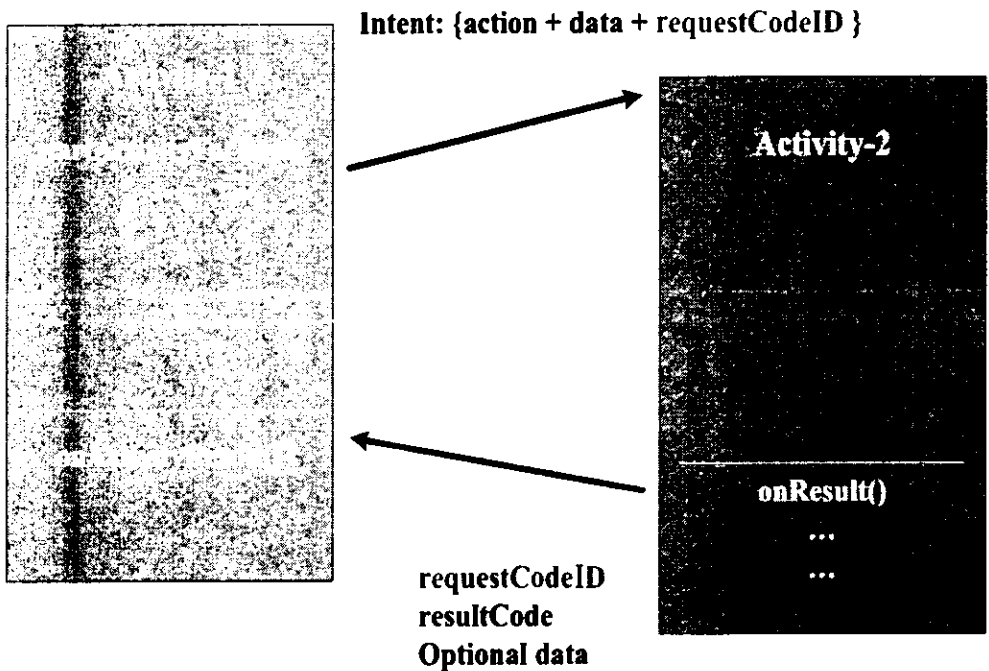 Intent: {action + data + requestCodeID }
Activity-2
onResult()
...
...
requestCodeID
resultCode
Optional data